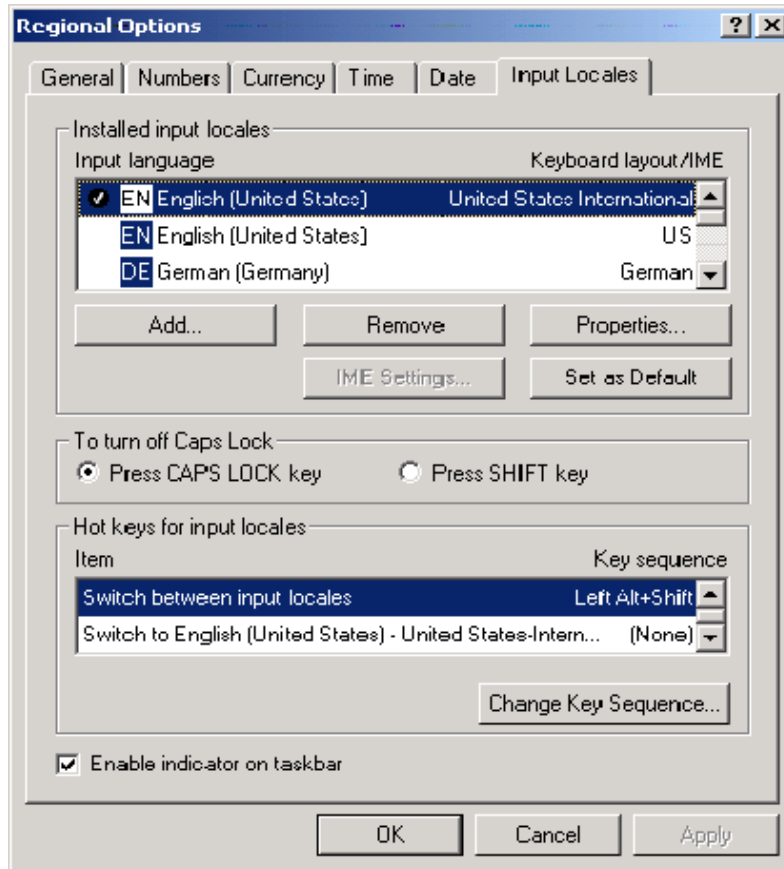 Regional Options
General Numbers Currency Time Date Input Locales
Installed input locales
Input language Keyboard layout/IME
EN English (United States) United States International
EN English (United States) US
DE German (Germany) German
Add... Remove Properties...
IME Settings... Set as Default
To turn off Caps Lock
Press CAPS LOCK key Press SHIFT key
Hot keys for input locales
Item Key sequence
Switch between input locales Left Alt+Shift
Switch to English (United States) - United States-Intern... (None)
Change Key Sequence...
Enable indicator on taskbar
OK Cancel Apply